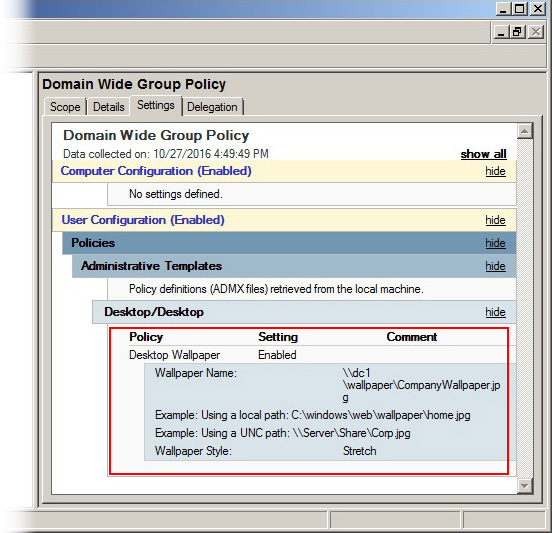 Domain Wide Group Policy
Scope Details Settings Delegation
Domain Wide Group Policy
Data collected on: 10/27/2016 4:49:49 PM show all
Computer Configuration (Enabled) hide
No settings defined.
User Configuration (Enabled) hide
Policies hide
Administrative Templates hide
Policy definitions (ADMX files) retrieved from the local machine.
Desktop/Desktop hide
Policy Setting Comment
Desktop Wallpaper Enabled
Wallpaper Name: \\dc1
\wallpaper\CompanyWallpaper.jp
g
Example: Using a local path: C:\windows\web\wallpaper\home.jpg
Example: Using a UNC path: \\Server\Share\Corp.jpg
Wallpaper Style: Stretch